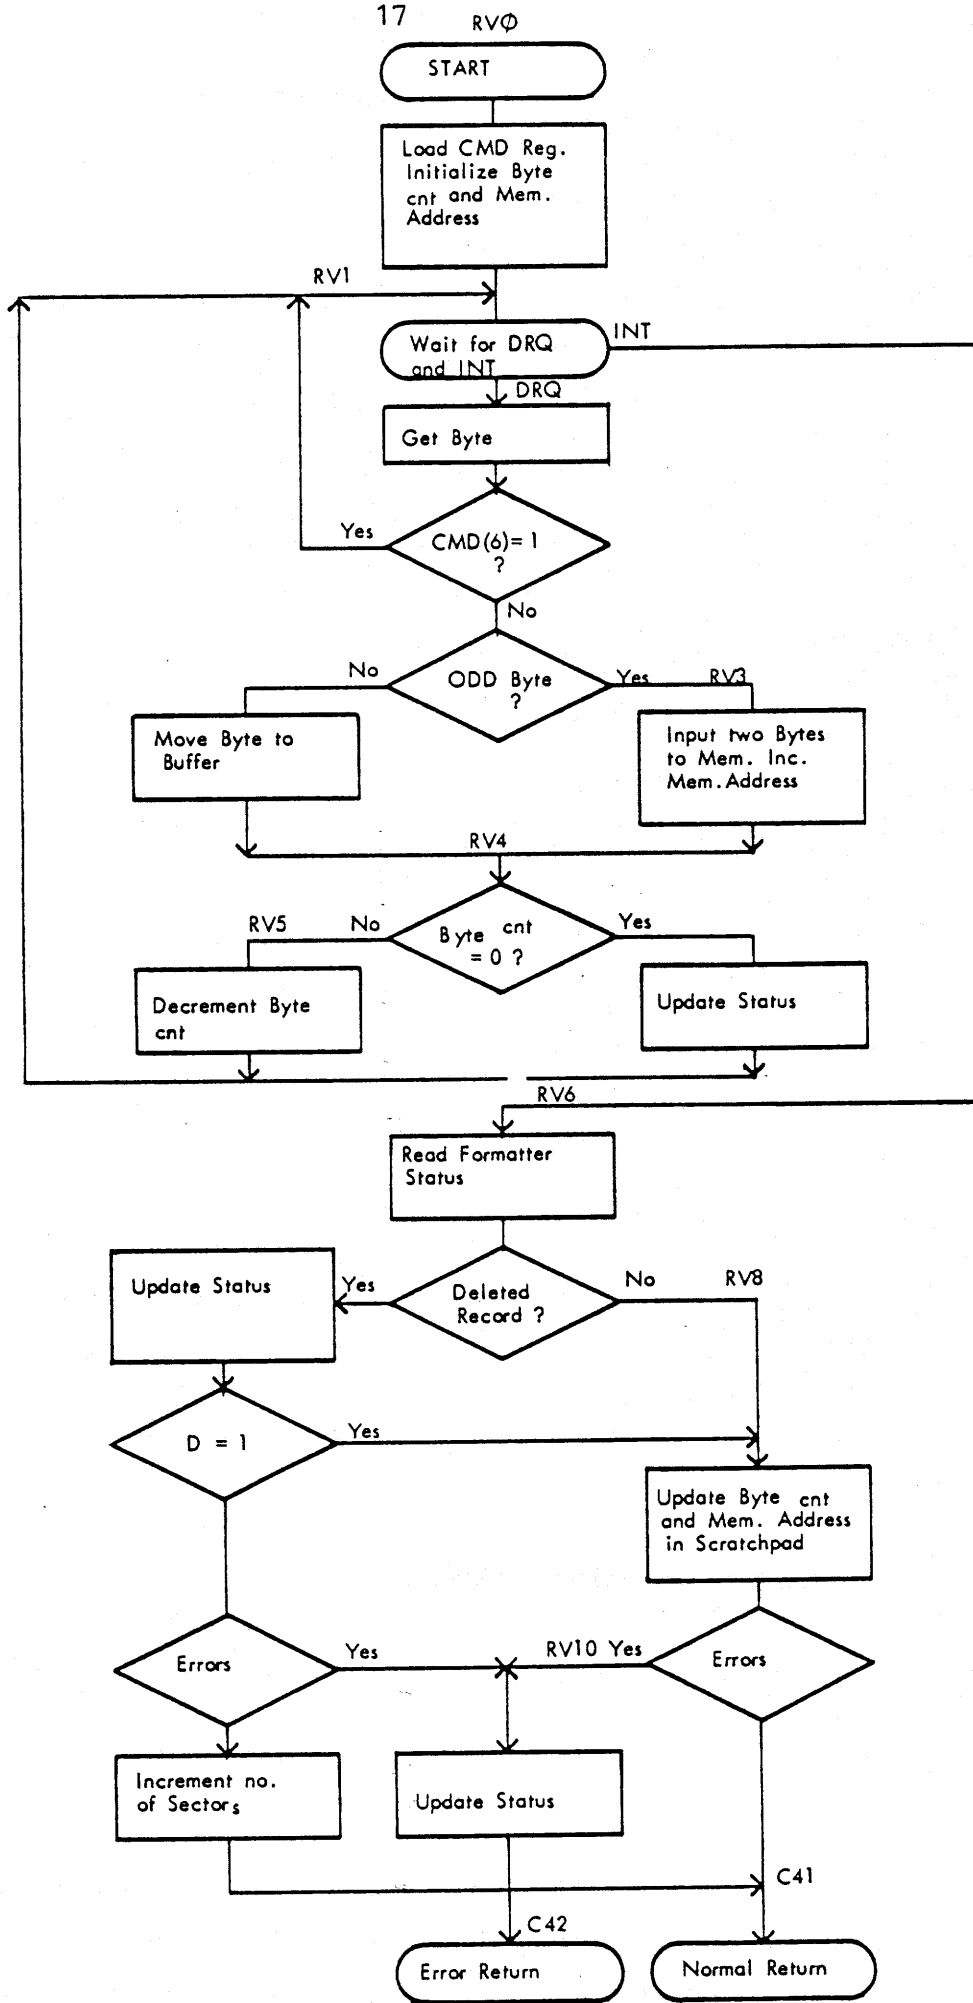 17
RVØ
START
Load CMD Reg.
Initialize Byte
cnt and Mem.
Address
RV1
Wait for DRQ
and INT
INT
DRQ
Get Byte
Yes
CMD(6)= 1
?
No
No
ODD Byte
?
Yes
RV3
Move Byte to
Buffer
Input two Bytes
to Mem. Inc.
Mem. Address
RV4
RV5
No
Byte cnt
= 0 ?
Yes
Decrement Byte
cnt
Update Status
RV6
Read Formatter
Status
Update Status
Yes
Deleted
Record ?
No
RV8
D = 1
Yes
Update Byte cnt
and Mem. Address
in Scratchpad
Errors
Yes
RV10 Yes
Errors
Increment no.
of Sectors
Update Status
C41
C42
Error Return
Normal Return